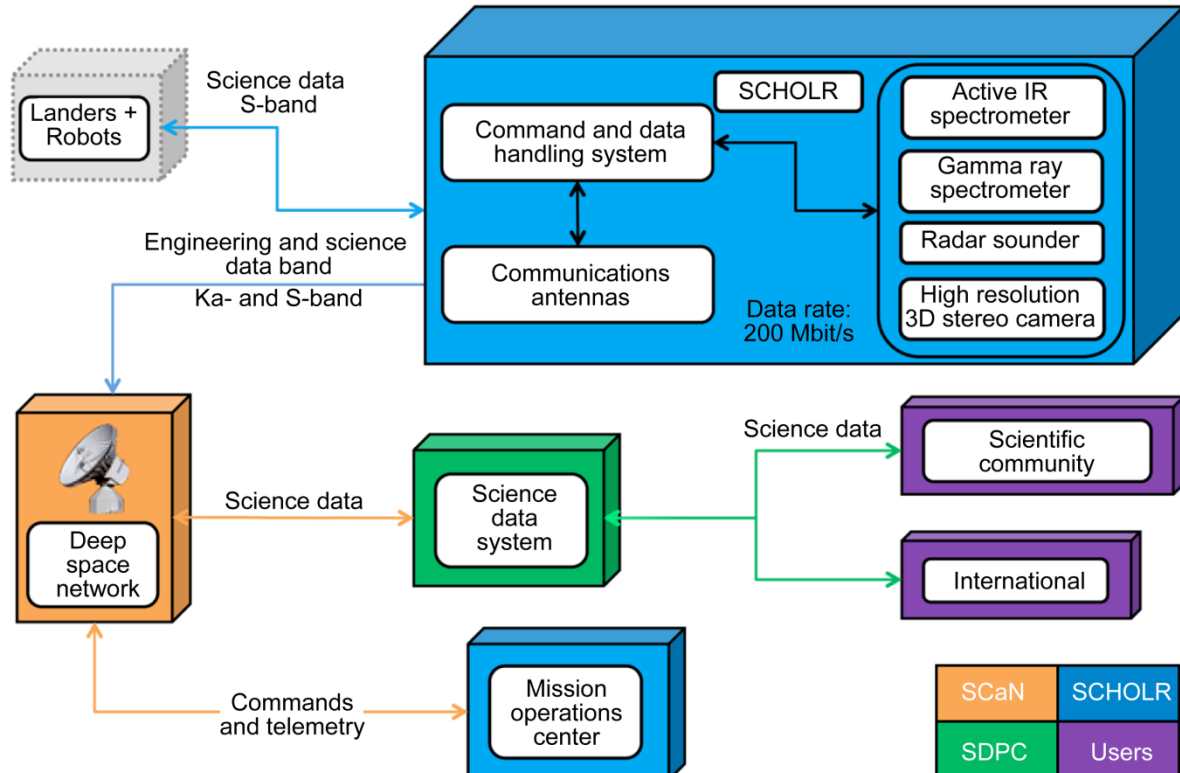 Landers +
Robots
Science data
S-band
SCHOLR
Command and data
handling system
Communications
antennas
Data rate:
200 Mbit/s
Active IR
spectrometer
Gamma ray
spectrometer
Radar sounder
High resolution
3D stereo camera
Engineering and science
data band
Ka- and S-band
Deep
space
network
Science data
Science
data
system
Science data
Scientific
community
International
Commands
and telemetry
Mission
operations
center
SCaN
SCHOLR
SDPC
Users